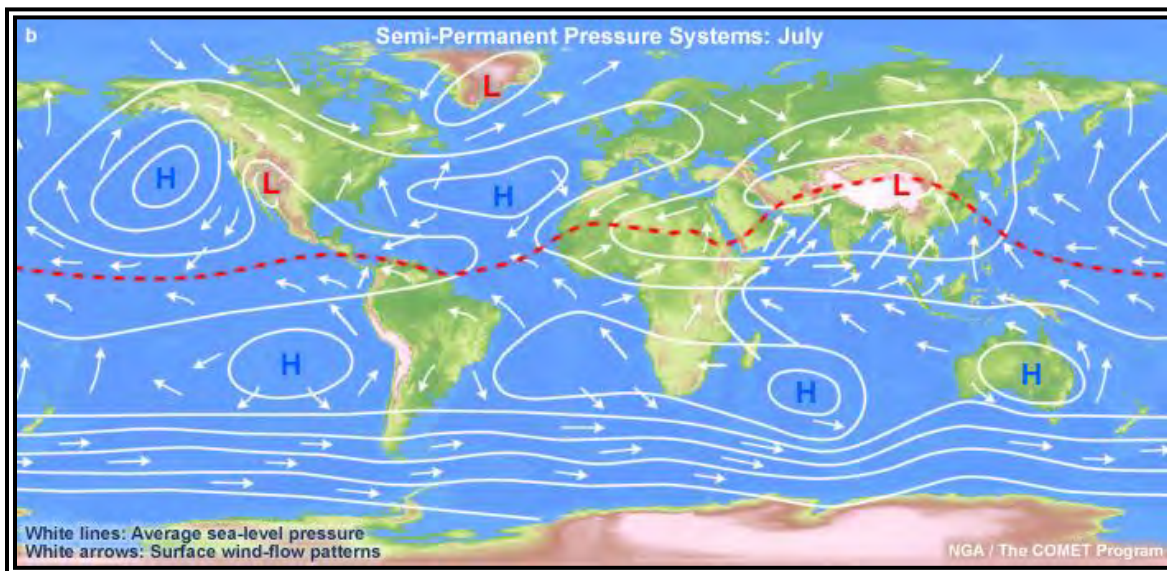 b
Semi-Permanent Pressure Systems: July
L
H
L
H
L
H
H
H
White lines: Average sea-level pressure
White arrows: Surface wind-flow patterns
NGA / The COMET Program